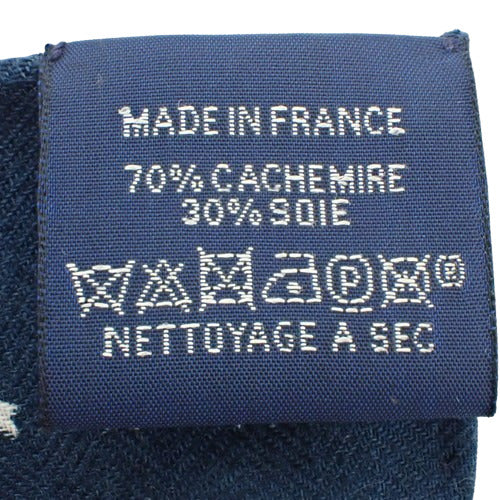 MADE IN FRANCE
70% CACHEMIRE
30% SOIE
P ®
NETTOYAGE A SEC